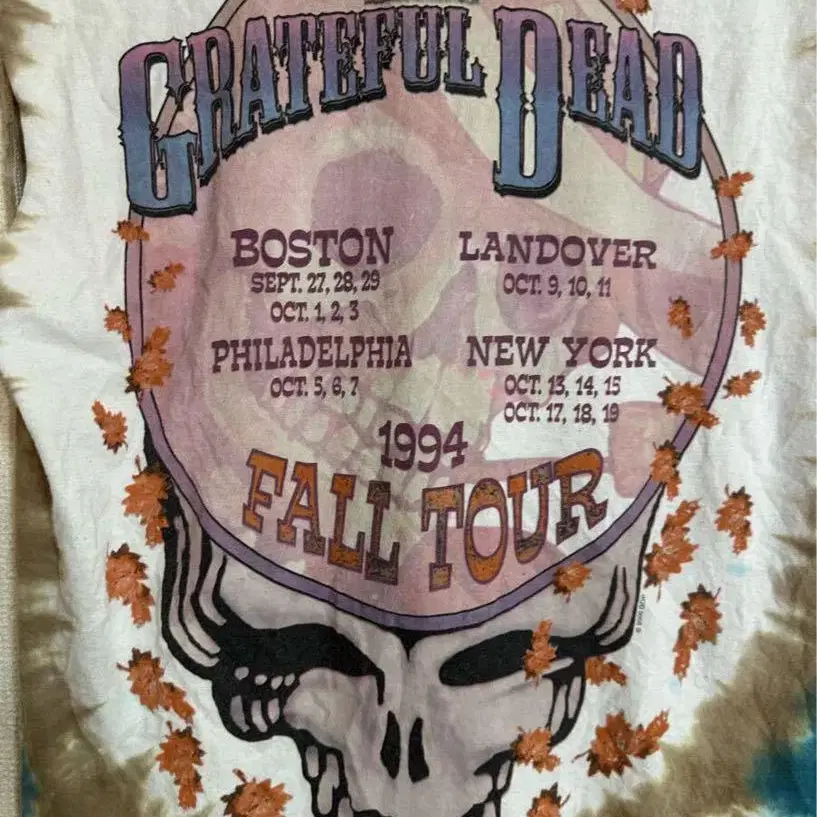 GRATEFUL DEAD
BOSTON
SEPT. 27, 28, 29
OCT. 1, 2, 3
LANDOVER
OCT. 9, 10, 11
PHILADELPHIA
OCT. 5, 6, 7
NEW YORK
OCT. 13, 14, 15
OCT. 17, 18, 19
1994
FALL TOUR